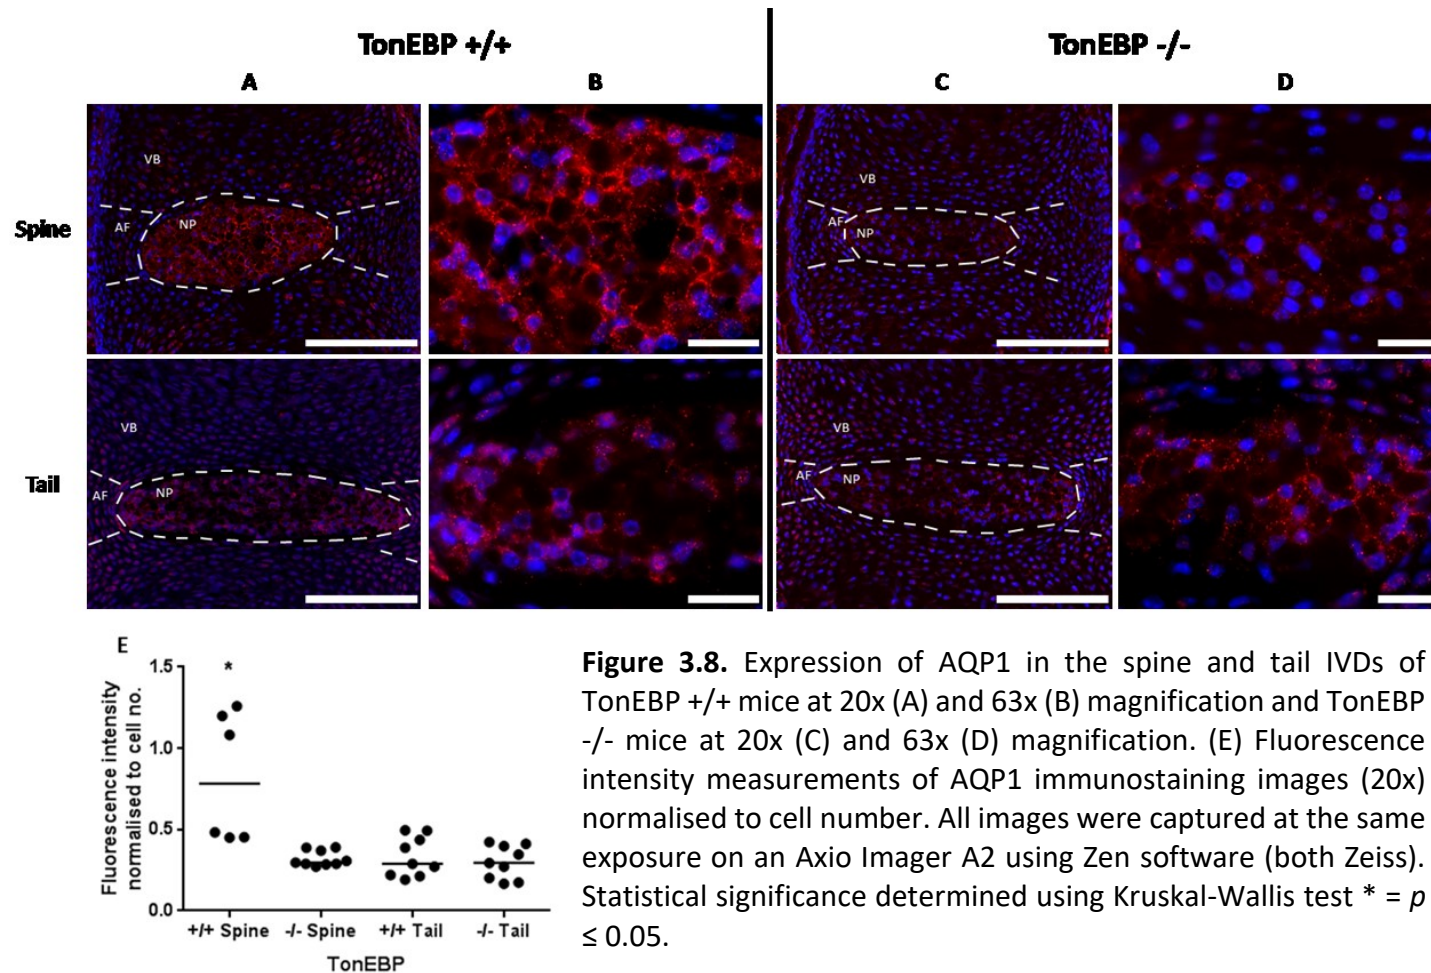 TonEBP +/+
TonEBP -/-
A
B
C
D
Spine
VB
AF
NP
VB
AF
NP
Tail
VB
AF
NP
VB
AF
NP
E
Fluorescence intensity
normalised to cell no.
1.5
1.0
0.5
0.0
*
+/+ Spine
-/- Spine
+/+ Tail
-/- Tail
TonEBP
Figure 3.8. Expression of AQP1 in the spine and tail IVDs of
TonEBP +/+ mice at 20x (A) and 63x (B) magnification and TonEBP
-/- mice at 20x (C) and 63x (D) magnification. (E) Fluorescence
intensity measurements of AQP1 immunostaining images (20x)
normalised to cell number. All images were captured at the same
exposure on an Axio Imager A2 using Zen software (both Zeiss).
Statistical significance determined using Kruskal-Wallis test * = p
≤ 0.05.